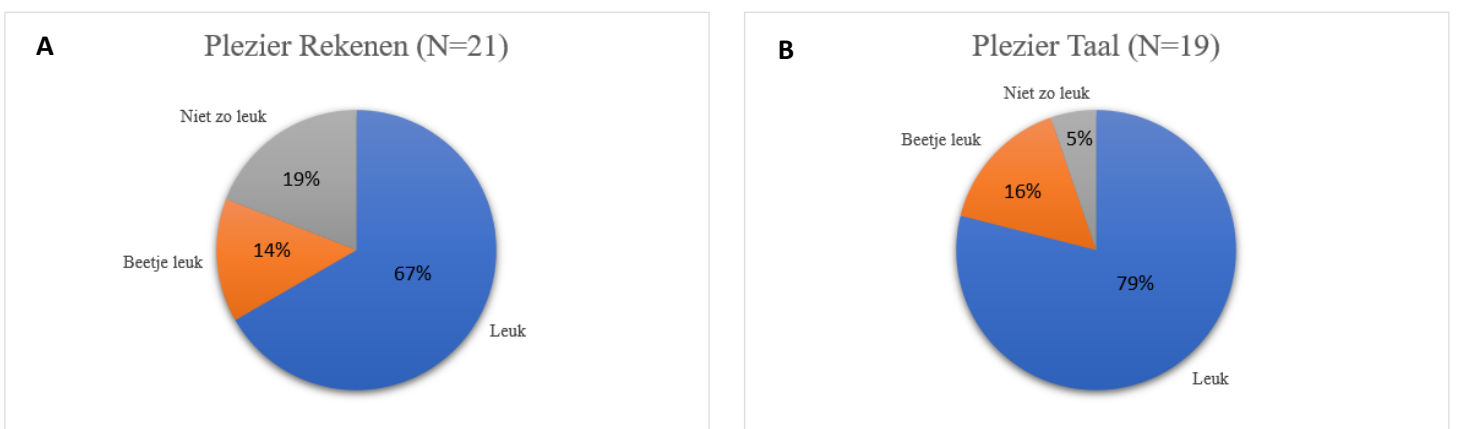 A
Plezier Rekenen (N=21)
Niet zo leuk
19%
Beetje leuk
14%
67%
Leuk
B
Plezier Taal (N=19)
Niet zo leuk
5%
Beetje leuk
16%
79%
Leuk